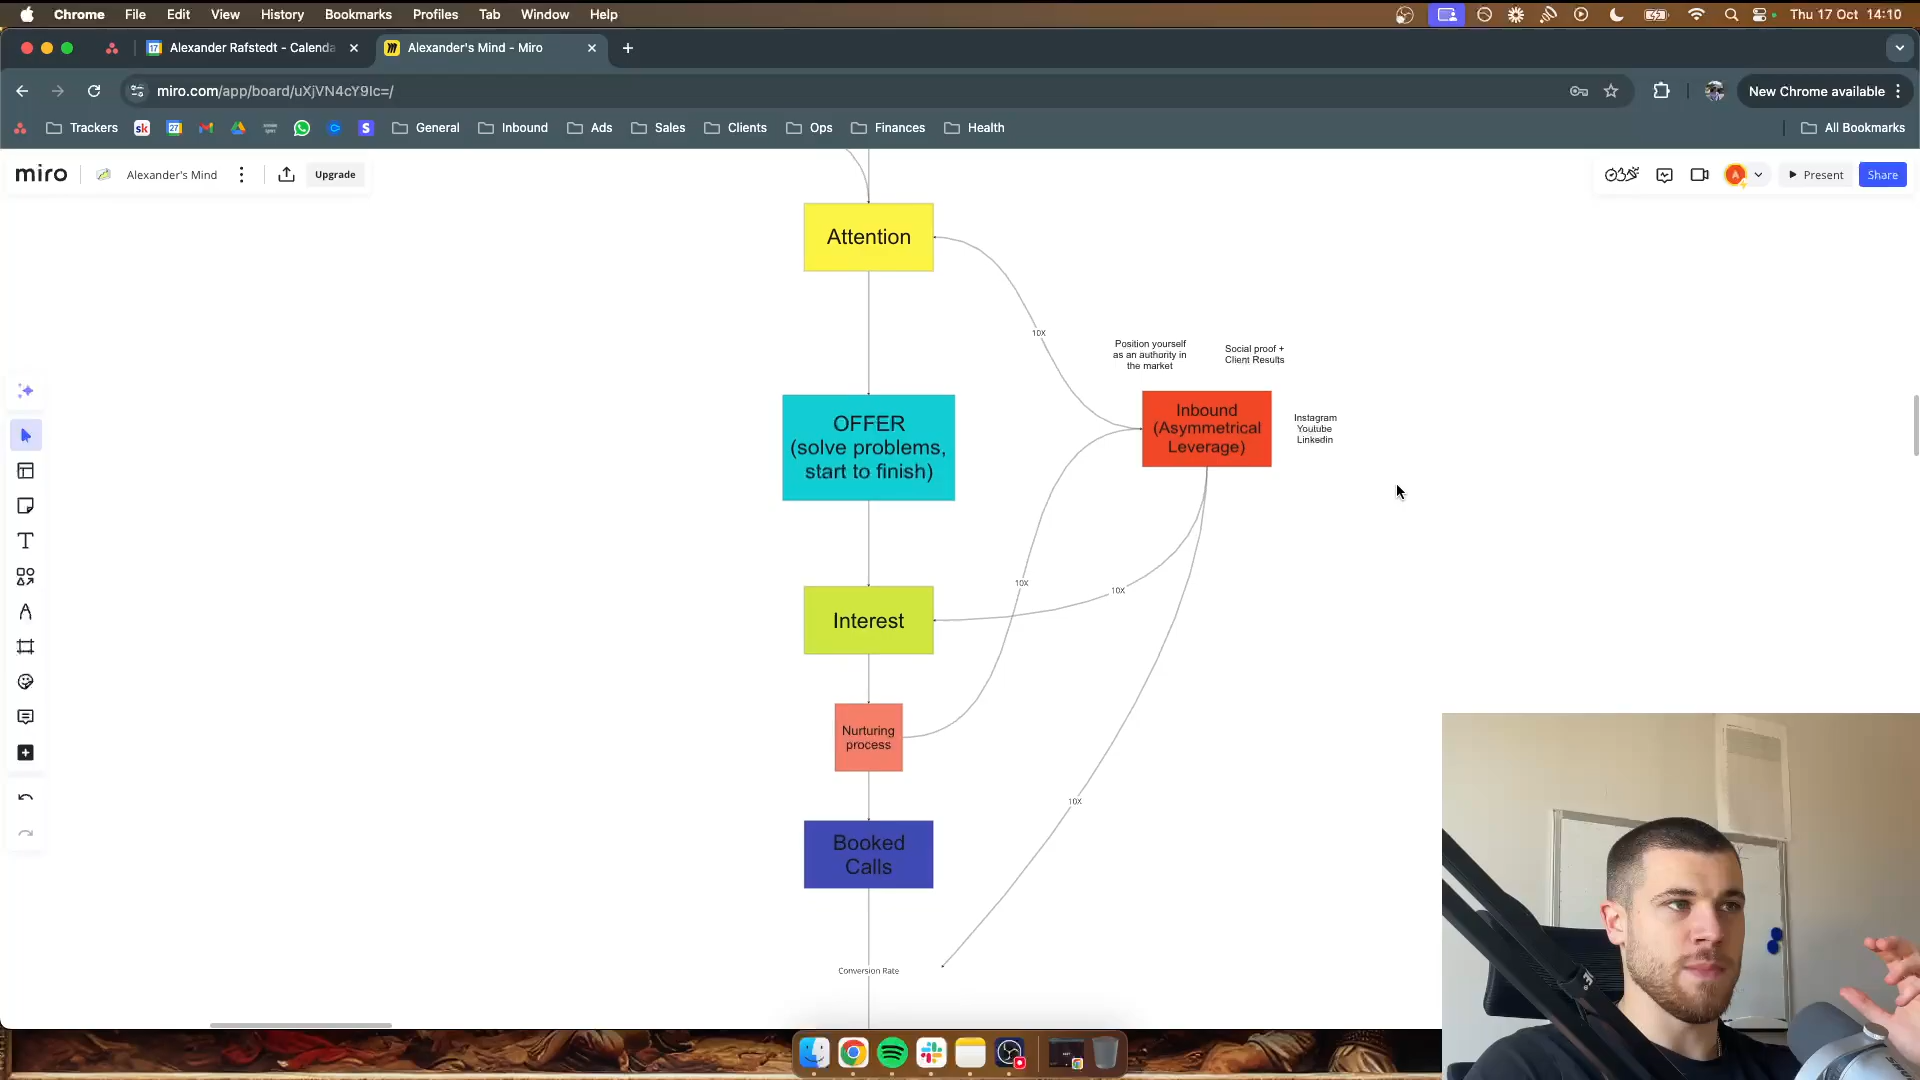 Chrome File Edit View History Bookmarks Profiles Tab Window Help
Thu 17 Oct 14:10
17 Alexander Rafstedt - Calenda
Alexander's Mind - Miro
miro.com/app/board/uXjVN4cY9Ic=/
New Chrome available
Trackers
sk
27
S
General
Inbound
Ads
Sales
Clients
Ops
Finances
Health
All Bookmarks
miro
Alexander's Mind
Upgrade
A
Present
Share
Attention
10X
Position yourself
as an authority in
the market
Social proof +
Client Results
OFFER
(solve problems,
start to finish)
Inbound
(Asymmetrical
Leverage)
Instagram
Youtube
Linkedin
10X
10X
Interest
Nurturing
process
10X
Booked
Calls
Conversion Rate